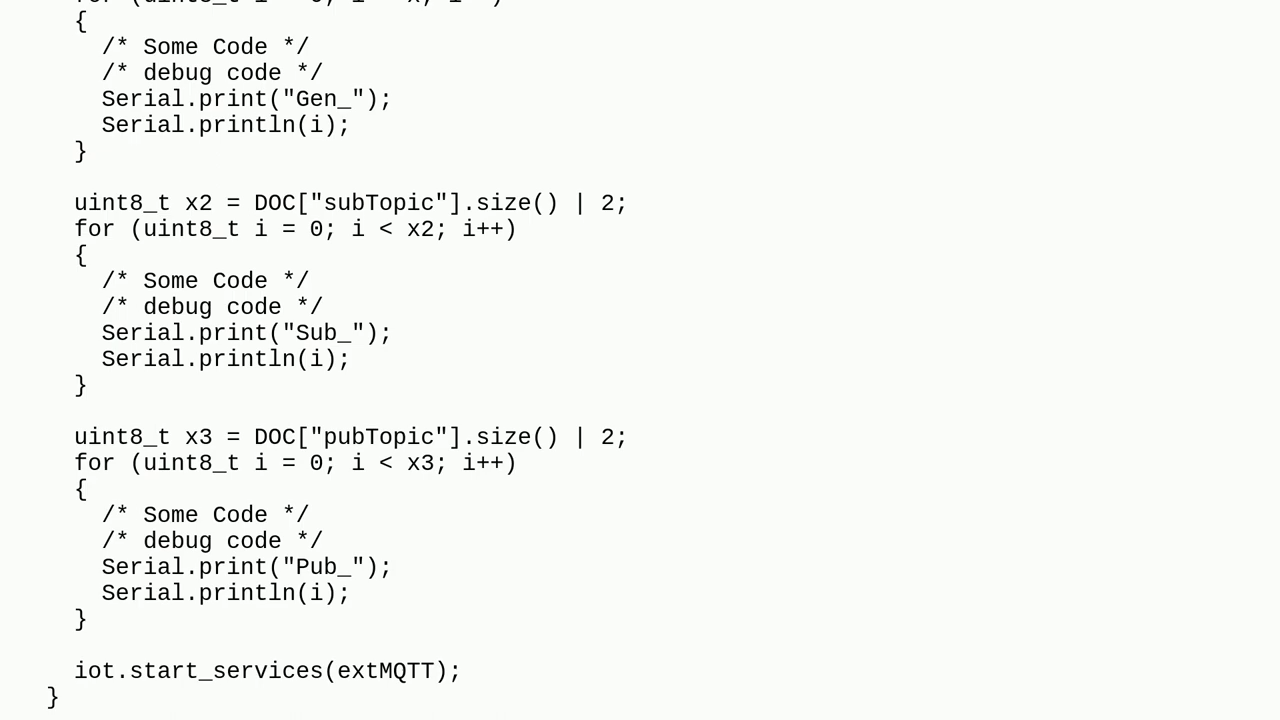 {
/* Some Code */
/* debug code */
Serial.print("Gen_");
Serial.println(i);
}
uint8_t x2 = DOC["subTopic"].size() | 2;
for (uint8_t i = 0; i < x2; i++)
{
/* Some Code */
/* debug code */
Serial.print("Sub_");
Serial.println(i);
}
uint8_t x3 = DOC["pubTopic"].size() | 2;
for (uint8_t i = 0; i < x3; i++)
{
/* Some Code */
/* debug code */
Serial.print("Pub_");
Serial.println(i);
}
iot.start_services(extMQTT);
}